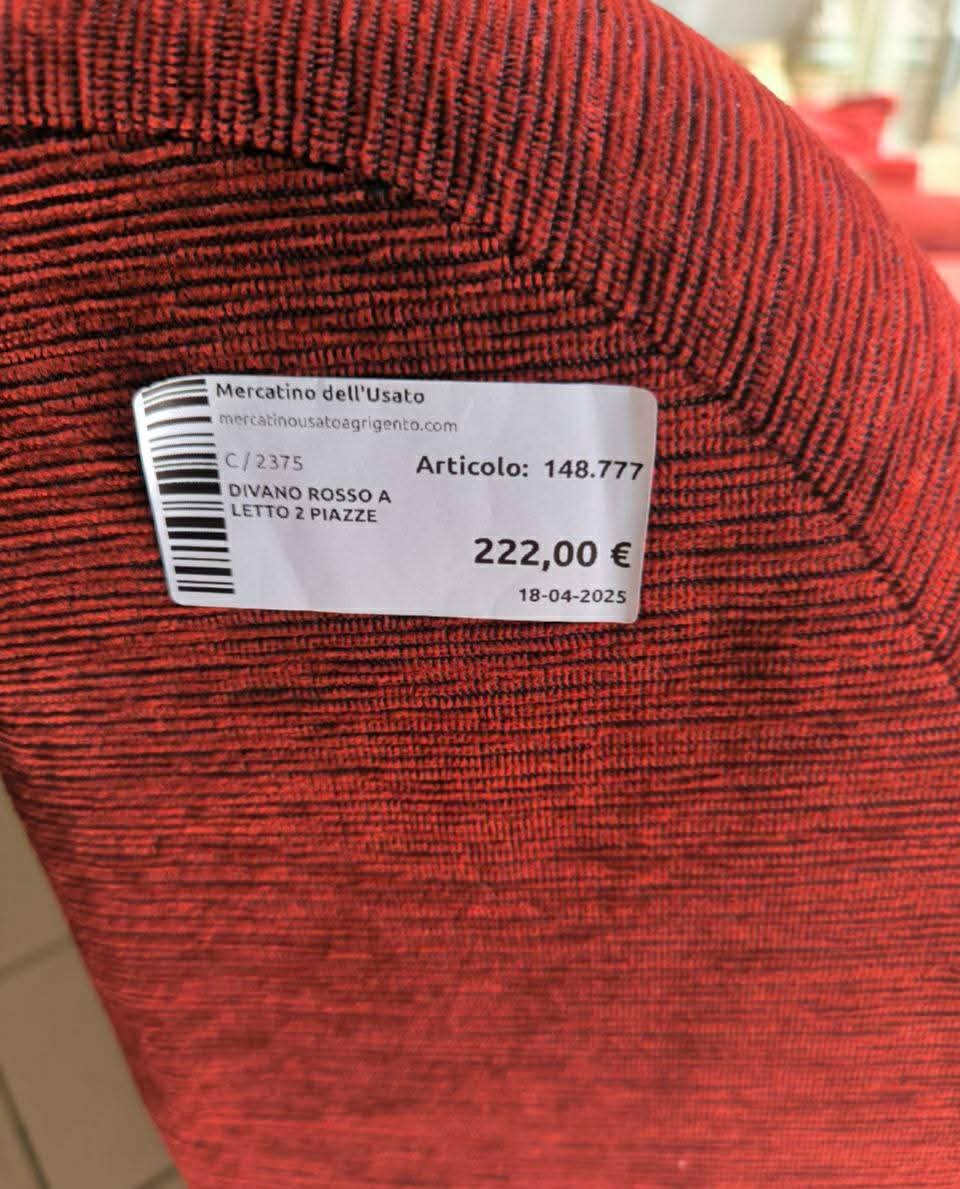 Mercatino dell'Usato
mercatinousatoagrigento.com
C/2375 Articolo: 148.777
DIVANO ROSSO A
LETTO 2 PIAZZE
222,00 €
18-04-2025